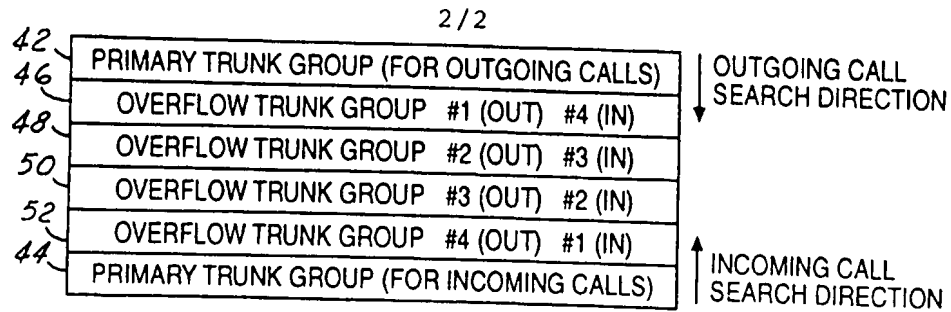 2/2
42 PRIMARY TRUNK GROUP (FOR OUTGOING CALLS)
46 OVERFLOW TRUNK GROUP #1 (OUT) #4 (IN)
48 OVERFLOW TRUNK GROUP #2 (OUT) #3 (IN)
50 OVERFLOW TRUNK GROUP #3 (OUT) #2 (IN)
52 OVERFLOW TRUNK GROUP #4 (OUT) #1 (IN)
44 PRIMARY TRUNK GROUP (FOR INCOMING CALLS)
OUTGOING CALL
SEARCH DIRECTION
INCOMING CALL
SEARCH DIRECTION